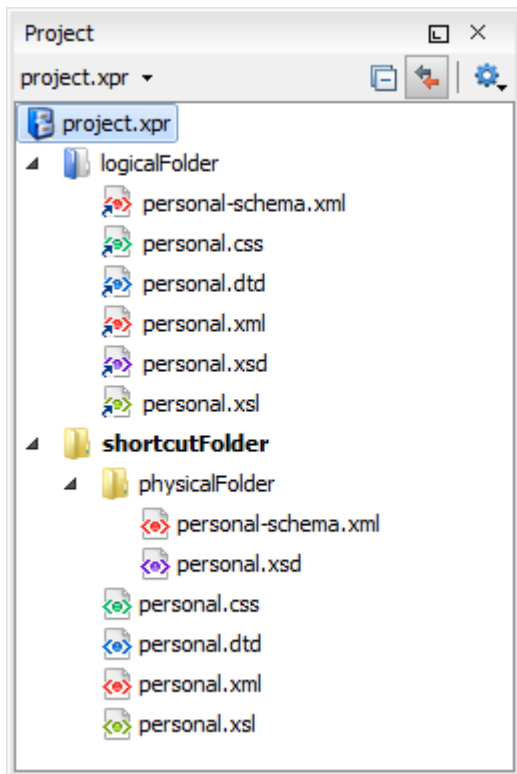 Project
project.xpr
project.xpr
logicalFolder
personal-schema.xml
personal.css
personal.dtd
personal.xml
personal.xsd
personal.xsl
shortcutFolder
physicalFolder
personal-schema.xml
personal.xsd
personal.css
personal.dtd
personal.xml
personal.xsl